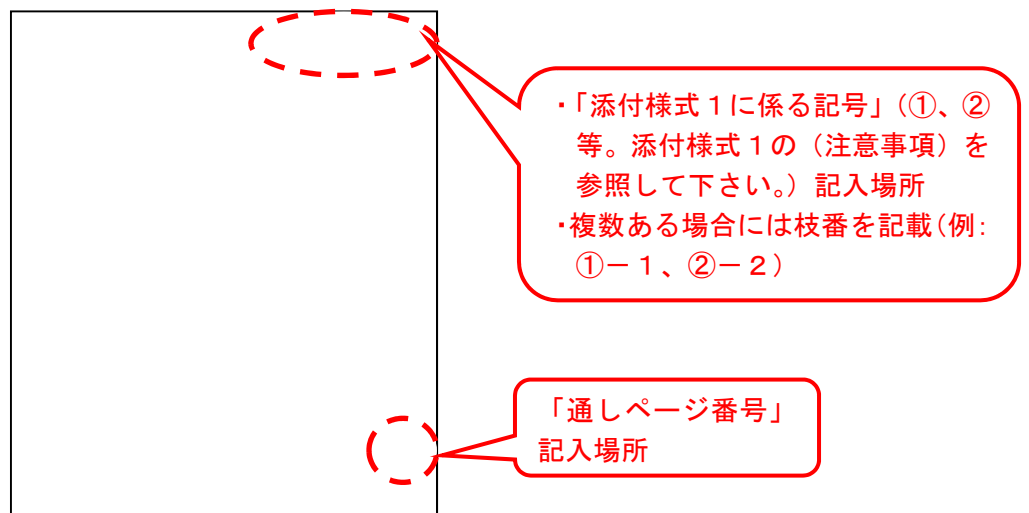 ・「添付様式１に係る記号」（①、②
等。添付様式１の（注意事項）を
参照して下さい。）記入場所
・複数ある場合には枝番を記載（例：
①－１、②－２）
「通しページ番号」
記入場所